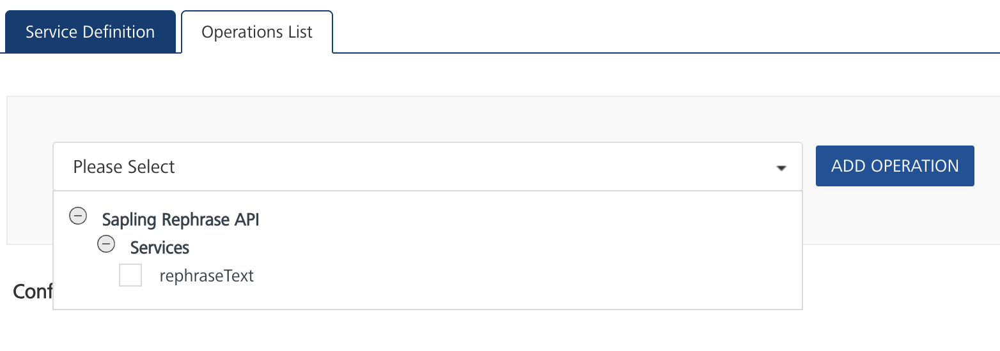 Service Definition
Operations List
Please Select
ADD OPERATION
Sapling Rephrase API
Services
rephraseText